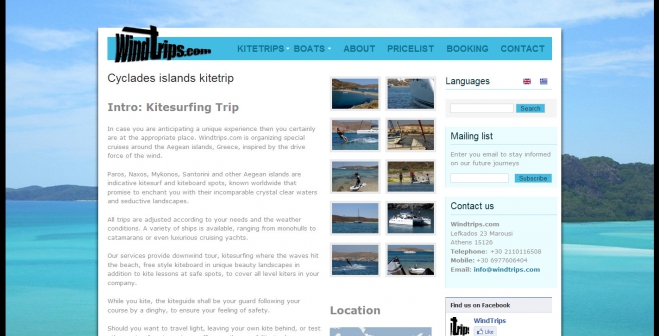 WindTrips.com
KITETRIPS BOATS ABOUT PRICELIST BOOKING CONTACT
Cyclades islands kitetrip
Intro: Kitesurfing Trip
In case you are anticipating a unique experience then you certainly
are at the appropriate place. Windtrips.com is organizing special
cruises around the Aegean islands, Greece, inspired by the drive
force of the wind.
Paros, Naxos, Mykonos, Santorini and other Aegean islands are
indicative kitesurf and kiteboard spots, known worldwide that
promise to enchant you with their incomparable crystal clear waters
and seductive landscapes.
All trips are adjusted according to your needs and the weather
conditions. A variety of ships is available, ranging from monohulls to
catamarans or even luxurious cruising yachts.
Our services provide downwind tour, kitesurfing where the waves hit
the beach, free style kiteboard in unique beauty landscapes in
addition to kite lessons at safe spots, to cover all level kiters in your
company.
While you kite, the kiteguide shall be your guard following your
course by a dinghy, to ensure your feeling of safety.
Should you want to travel light, leaving your own kite behind, or test
Location
Languages
Search
Mailing list
Enter you email to stay informed
on our future journeys
Subscribe
Contact us
Windtrips.com
Lefkados 23 Marousi
Athens 15126
Telephone: +30 2110116508
Mobile: +30 6977606404
Email: info@windtrips.com
Find us on Facebook
WindTrips
Like